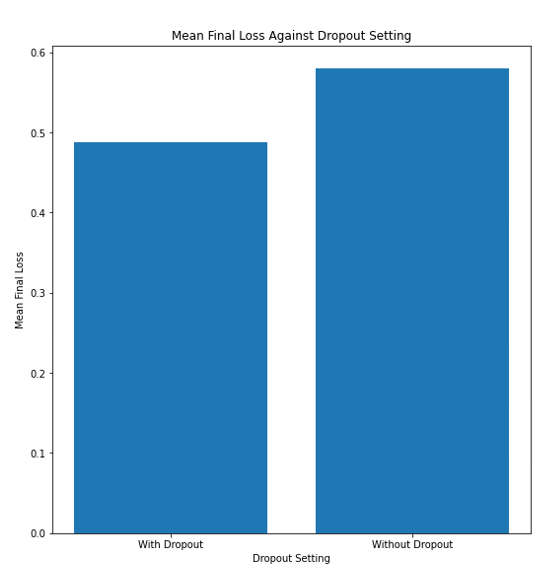 Mean Final Loss Against Dropout Setting
0.6
0.5
0.4
0.3
0.2
0.1
0.0
Mean Final Loss
With Dropout
Without Dropout
Dropout Setting